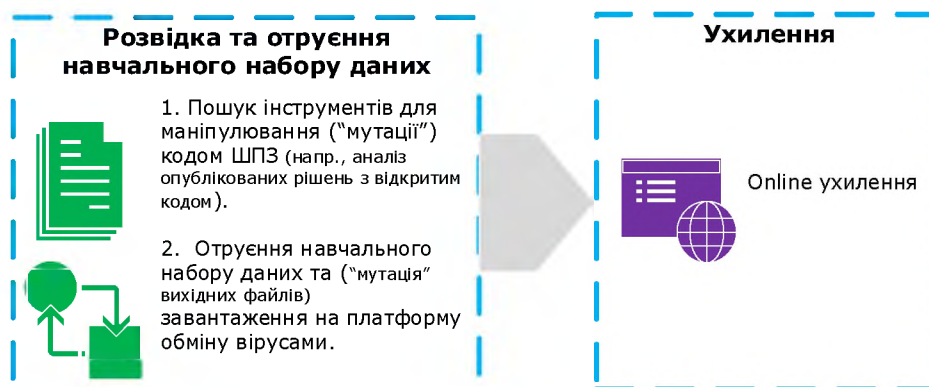 Розвідка та отруєння
навчального набору даних
1. Пошук інструментів для
маніпулювання (“мутації”)
кодом ШПЗ (напр., аналіз
опублікованих рішень з відкритим
кодом).
2. Отруєння навчального
набору даних та (“мутація”
вихідних файлів)
завантаження на платформу
обміну вірусами.
Ухилення
Online ухилення